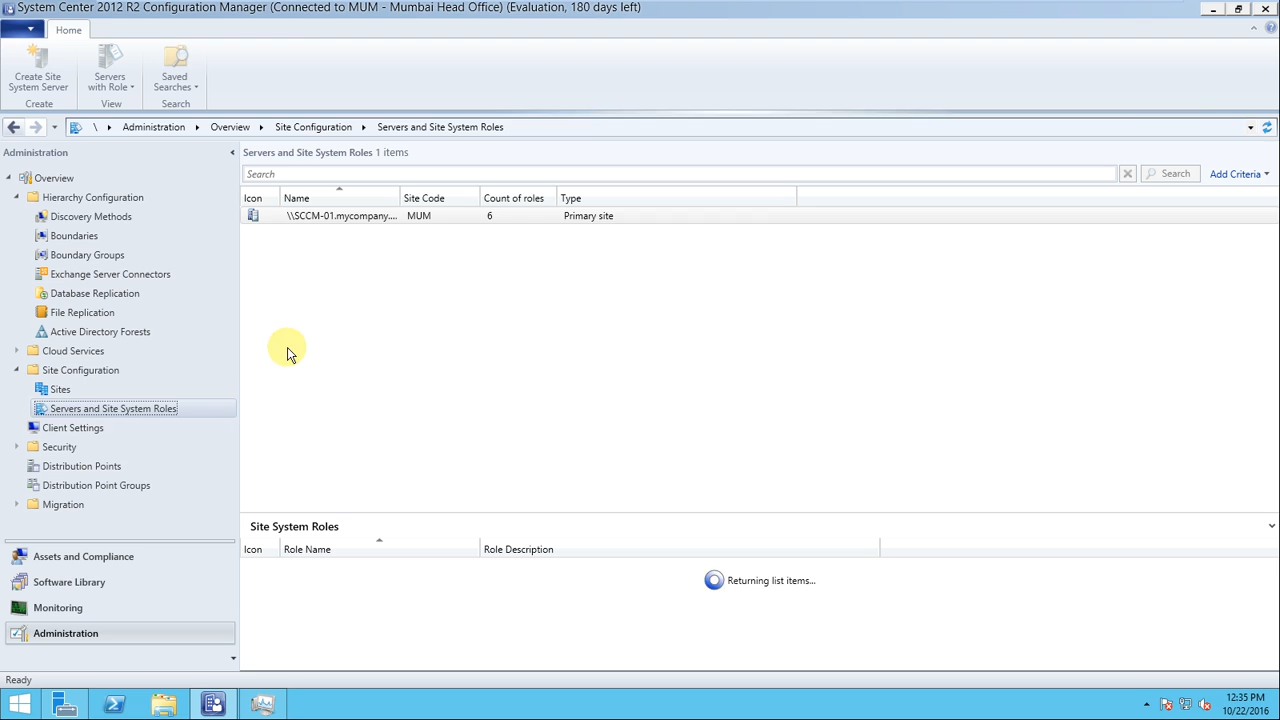 System Center 2012 R2 Configuration Manager (Connected to MUM - Mumbai Head Office) (Evaluation, 180 days left)
Home
Create Site System Server
Servers with Role
Saved Searches
Create
View
Search
\ Administration Overview Site Configuration Servers and Site System Roles
Administration
Servers and Site System Roles 1 items
Search
Search
Add Criteria
Icon Name Site Code Count of roles Type
\\SCCM-01.mycompany.... MUM 6 Primary site
Overview
Hierarchy Configuration
Discovery Methods
Boundaries
Boundary Groups
Exchange Server Connectors
Database Replication
File Replication
Active Directory Forests
Cloud Services
Site Configuration
Sites
Servers and Site System Roles
Client Settings
Security
Distribution Points
Distribution Point Groups
Migration
Site System Roles
Icon Role Name Role Description
Returning list items...
Assets and Compliance
Software Library
Monitoring
Administration
Ready
12:35 PM
10/22/2016